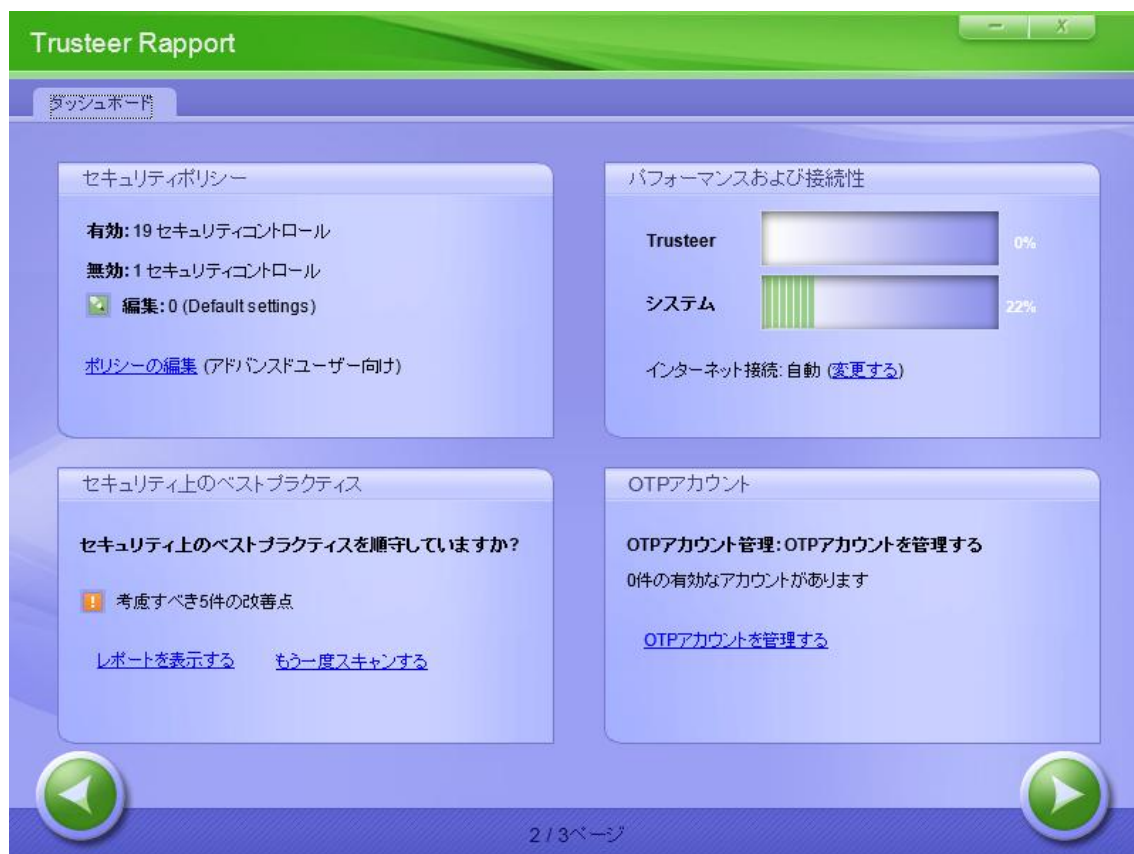 Trusteer Rapport
ダッシュボード
セキュリティポリシー
有効: 19 セキュリティコントロール
無効: 1 セキュリティコントロール
編集: 0 (Default settings)
ポリシーの編集 (アドバンスドユーザー向け)
パフォーマンスおよび接続性
Trusteer 0%
システム 22%
インターネット接続: 自動 (変更する)
セキュリティ上のベストプラクティス
セキュリティ上のベストプラクティスを順守していますか?
考慮すべき5件の改善点
レポートを表示する もう一度スキャンする
OTPアカウント
OTPアカウント管理: OTPアカウントを管理する
0件の有効なアカウントがあります
OTPアカウントを管理する
2 / 3ページ